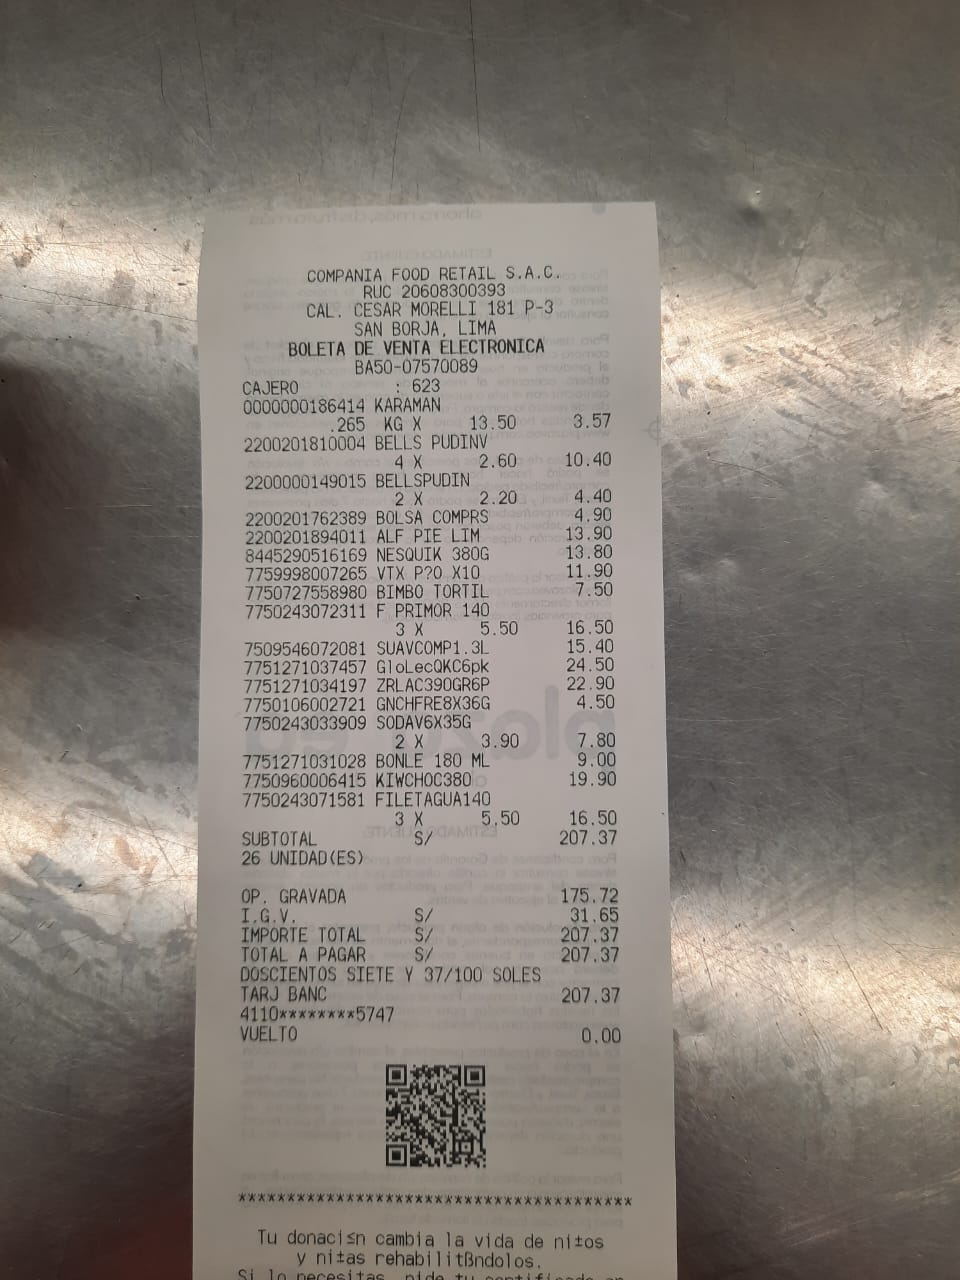 COMPANIA FOOD RETAIL S.A.C.
RUC 20608300393
CAL. CESAR MORELLI 181 P-3
SAN BORJA, LIMA
BOLETA DE VENTA ELECTRONICA
BA50-07570089
CAJERO : 623
0000000186414 KARAMAN
.265 KG X 13.50 3.57
2200201810004 BELLS PUDINV
4 X 2.60 10.40
2200000149015 BELLSPUDIN
2 X 2.20 4.40
2200201762389 BOLSA COMPRS 4.90
2200201894011 ALF PIE LIM 13.90
8445290516169 NESQUIK 380G 13.80
7759998007265 VTX P?O X10 11.90
7750727558980 BIMBO TORTIL 7.50
7750243072311 F PRIMOR 140
3 X 5.50 16.50
7509546072081 SUAVCOMP1.3L 15.40
7751271037457 GloLecQKC6pk 24.50
7751271034197 ZRLAC390GR6P 22.90
7750106002721 GNCHFRE8X36G 4.50
7750243033909 SODAV6X35G
2 X 3.90 7.80
7751271031028 BONLE 180 ML 9.00
7750960006415 KIWCHOC380 19.90
7750243071581 FILETAGUA140
3 X 5.50 16.50
SUBTOTAL S/ 207.37
26 UNIDAD(ES)
OP. GRAVADA 175.72
I.G.V. S/ 31.65
IMPORTE TOTAL S/ 207.37
TOTAL A PAGAR S/ 207.37
DOSCIENTOS SIETE Y 37/100 SOLES
TARJ BANC 207.37
4110********5747
VUELTO 0.00
*****************************************
Tu donaci≤n cambia la vida de ni±os
y ni±as rehabilitßndolos.
Si lo necesitas, pide tu certificado en